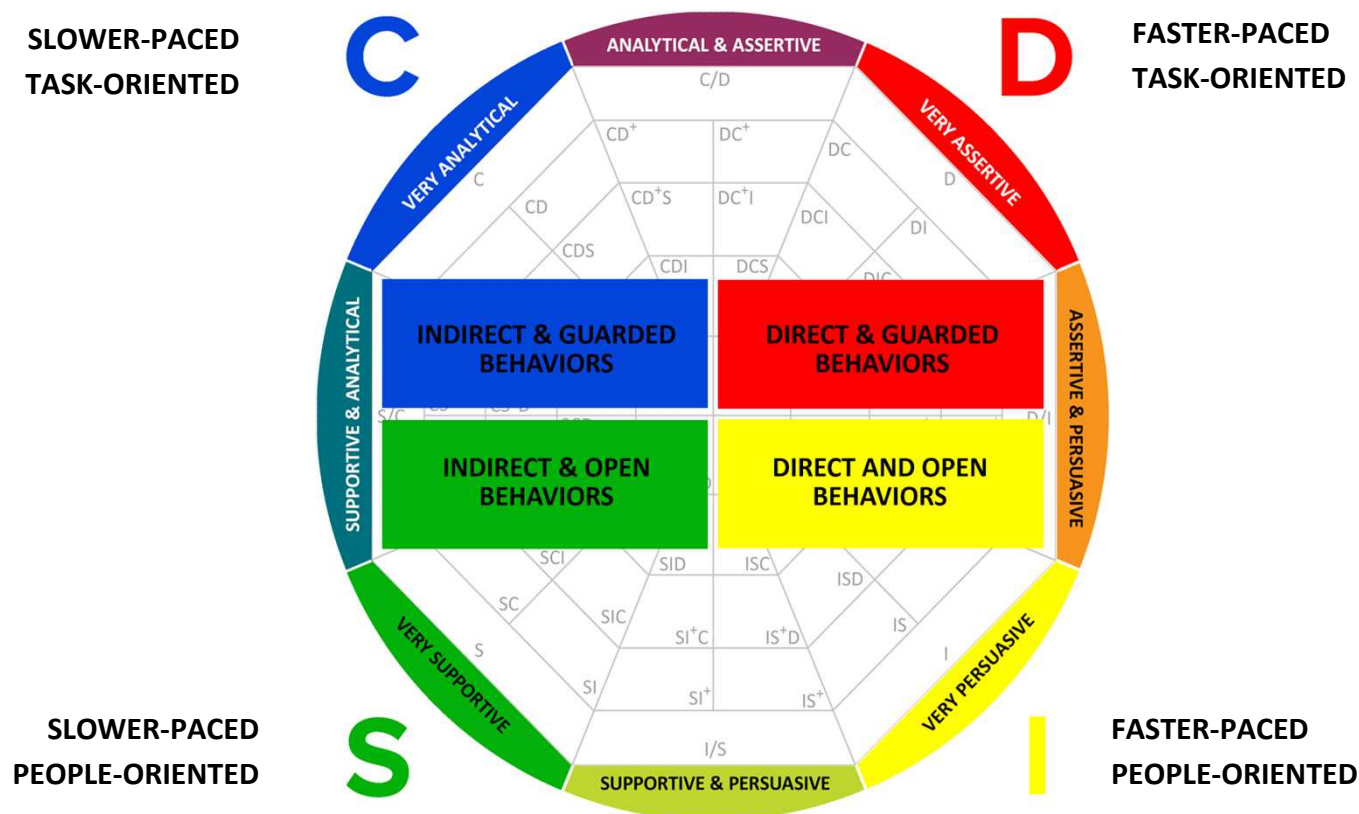 SLOWER-PACED
TASK-ORIENTED
C
ANALYTICAL & ASSERTIVE
D
FASTER-PACED
TASK-ORIENTED
VERY ANALYTICAL
VERY ASSERTIVE
C/D
CD+
DC+
DC
C
D
CD+S
DC+I
CD
DCI
DI
CDS
CDI
DCS
DIC
SUPPORTIVE & ANALYTICAL
INDIRECT & GUARDED
BEHAVIORS
DIRECT & GUARDED
BEHAVIORS
ASSERTIVE & PERSUASIVE
S/C
D/I
INDIRECT & OPEN
BEHAVIORS
DIRECT AND OPEN
BEHAVIORS
SCI
SID
ISC
ISD
SC
SIC
IS
SI+C
IS+D
S
I
SI
SI+
IS+
VERY SUPPORTIVE
VERY PERSUASIVE
I/S
SLOWER-PACED
PEOPLE-ORIENTED
S
SUPPORTIVE & PERSUASIVE
I
FASTER-PACED
PEOPLE-ORIENTED